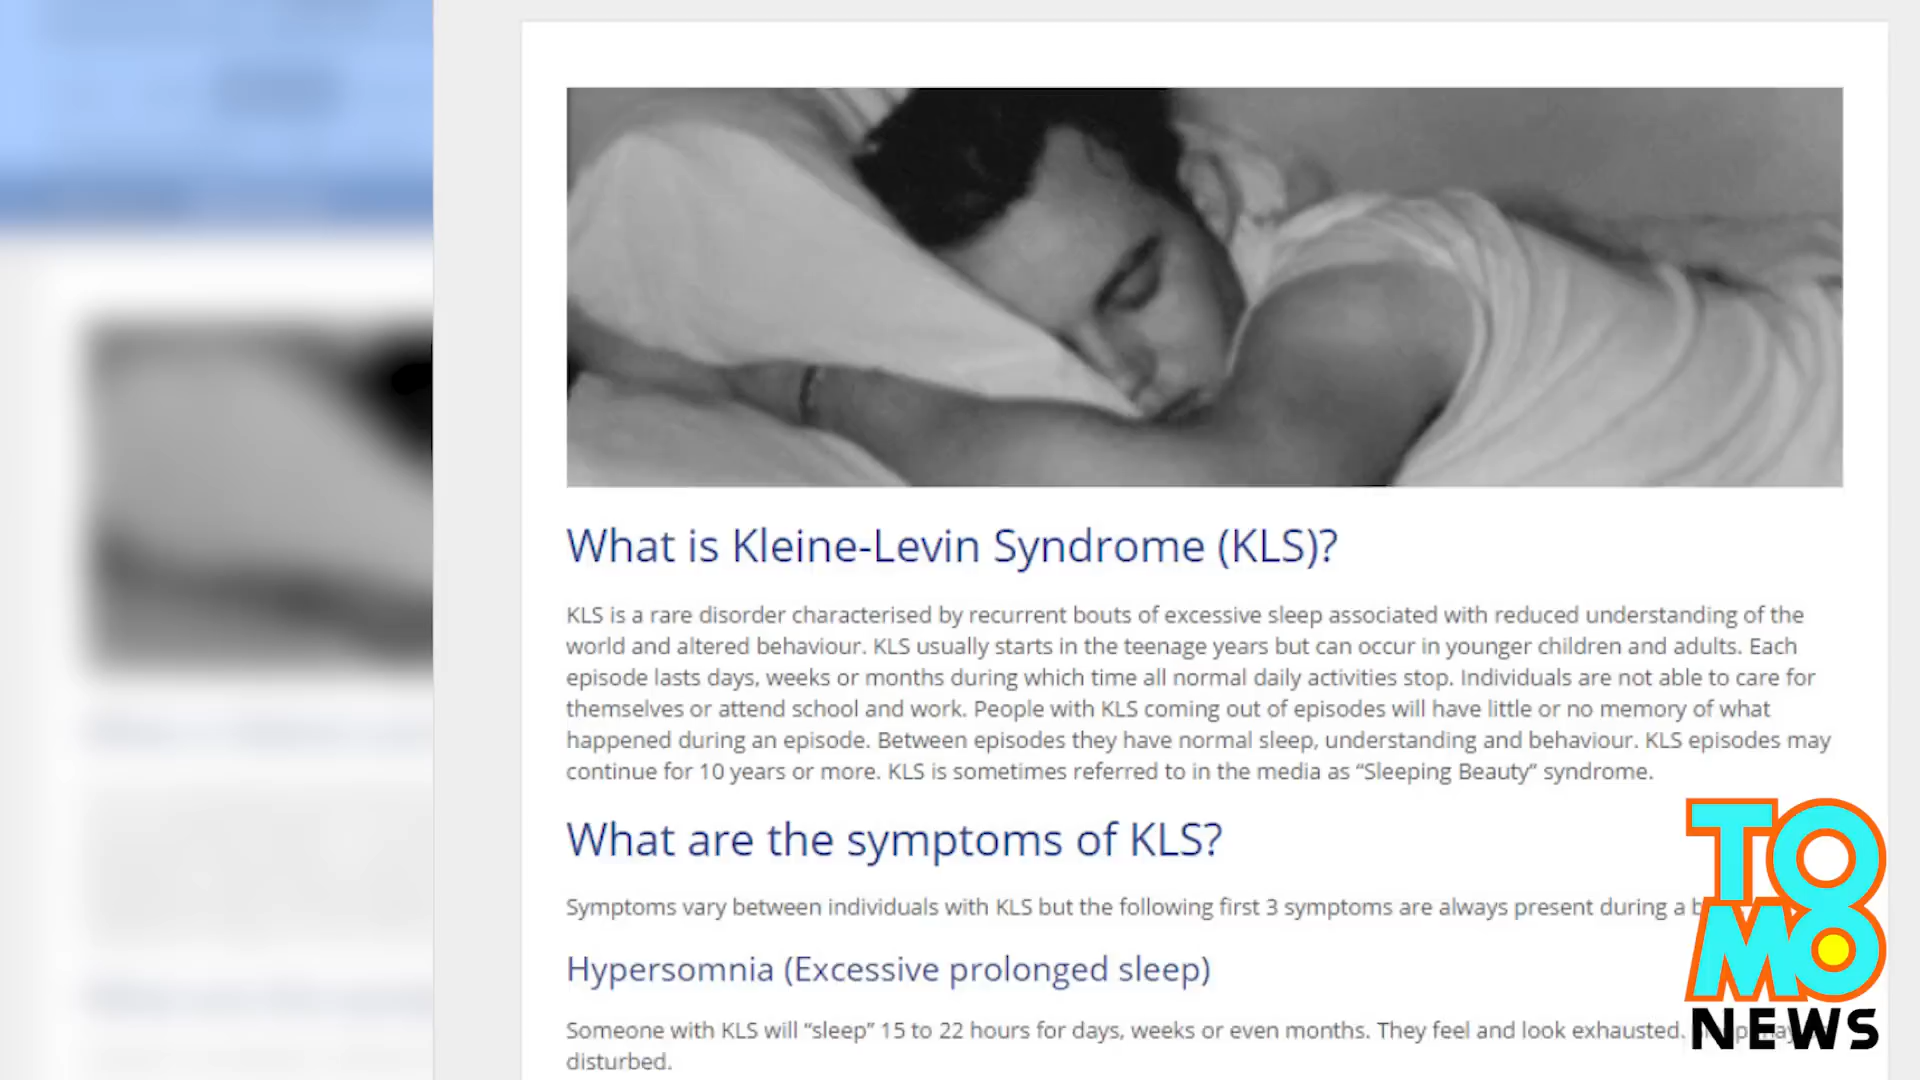 What is Kleine-Levin Syndrome (KLS)?
KLS is a rare disorder characterised by recurrent bouts of excessive sleep associated with reduced understanding of the
world and altered behaviour. KLS usually starts in the teenage years but can occur in younger children and adults. Each
episode lasts days, weeks or months during which time all normal daily activities stop. Individuals are not able to care for
themselves or attend school and work. People with KLS coming out of episodes will have little or no memory of what
happened during an episode. Between episodes they have normal sleep, understanding and behaviour. KLS episodes may
continue for 10 years or more. KLS is sometimes referred to in the media as “Sleeping Beauty” syndrome.
What are the symptoms of KLS?
Symptoms vary between individuals with KLS but the following first 3 symptoms are always present during a
Hypersomnia (Excessive prolonged sleep)
Someone with KLS will “sleep” 15 to 22 hours for days, weeks or even months. They feel and look exhausted.
disturbed.
TOMO
NEWS